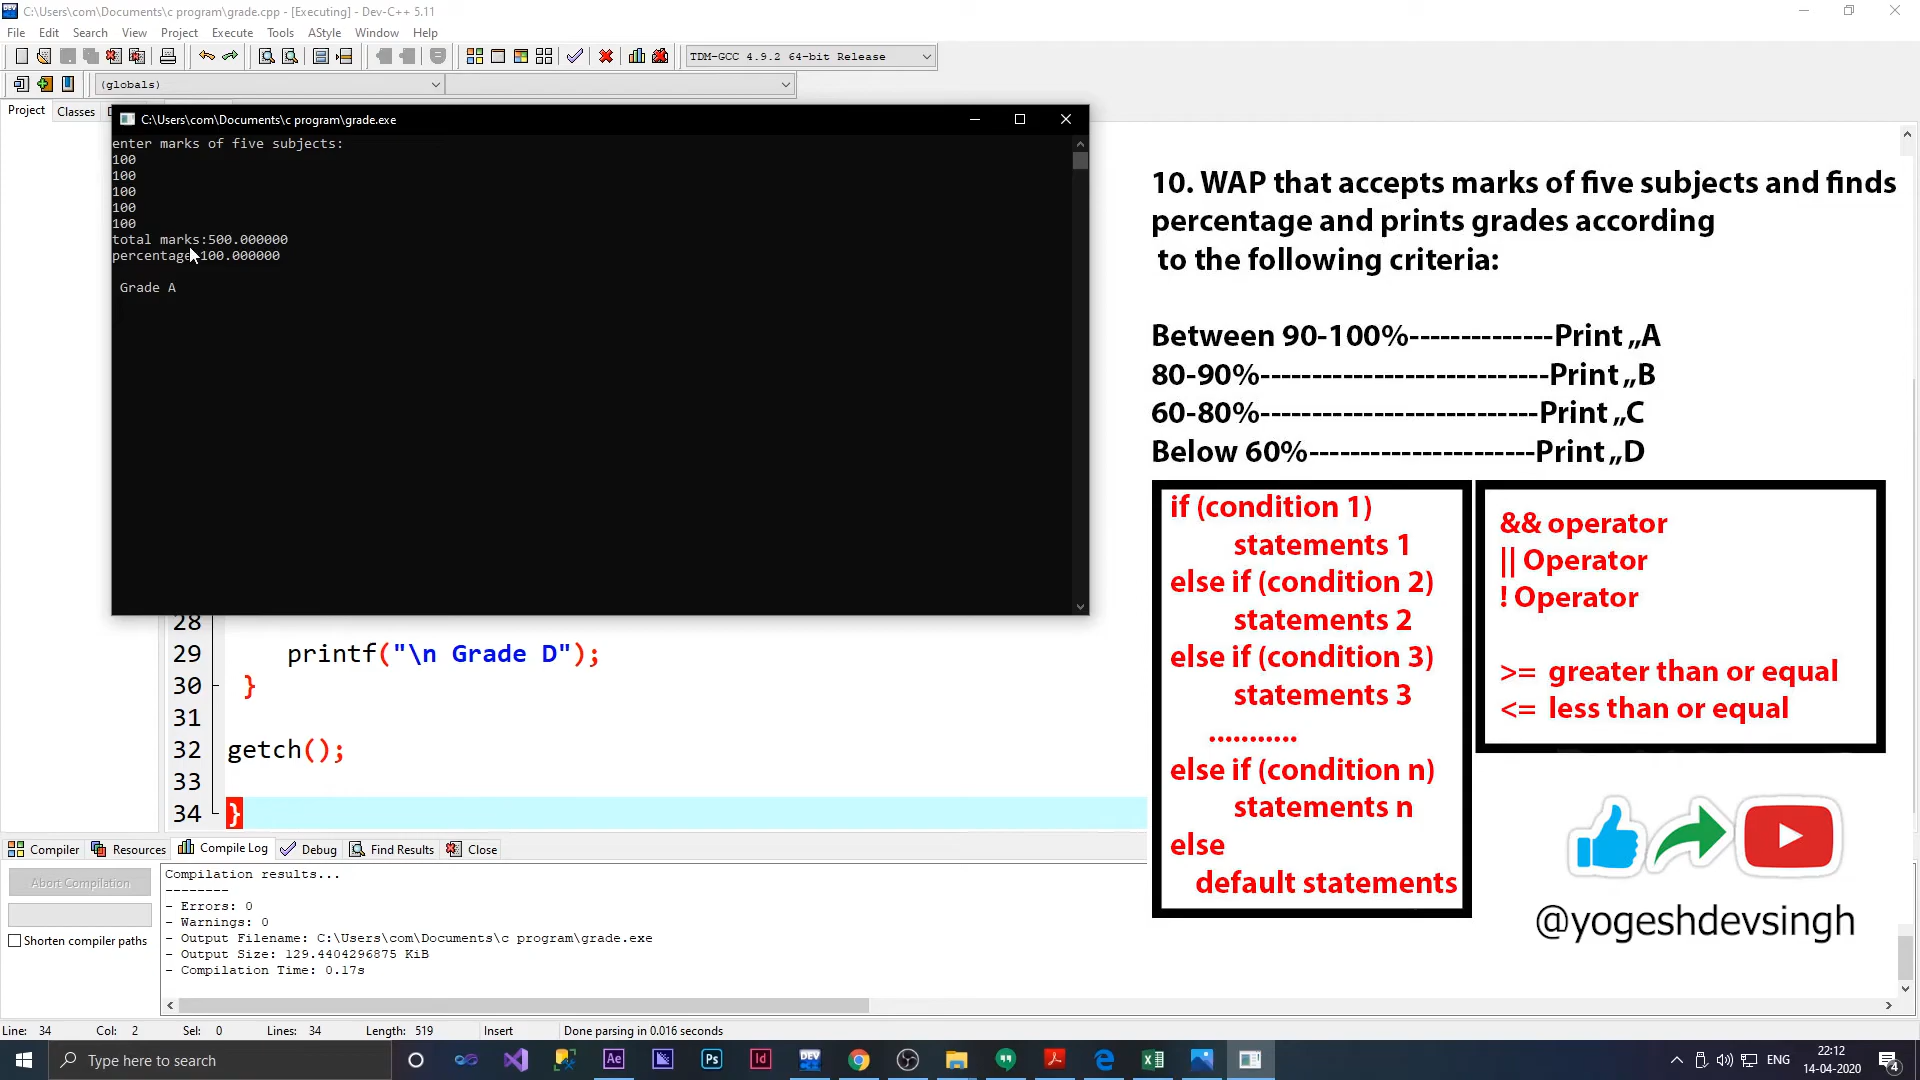 C:\Users\com\Documents\c program\grade.cpp - [Executing] - Dev-C++ 5.11
File Edit Search View Project Execute Tools AStyle Window Help
TDM-GCC 4.9.2 64-bit Release
(globals)
Project Classes
C:\Users\com\Documents\c program\grade.exe
enter marks of five subjects:
100
100
100
100
100
total marks:500.000000
percentage:100.000000
Grade A
10. WAP that accepts marks of five subjects and finds
percentage and prints grades according
to the following criteria:
Between 90-100%--------------Print „A
80-90%----------------------------Print „B
60-80%---------------------------Print „C
Below 60%----------------------Print „D
if (condition 1)
statements 1
else if (condition 2)
statements 2
else if (condition 3)
statements 3
...........
else if (condition n)
statements n
else
default statements
&& operator
|| Operator
! Operator
>= greater than or equal
<= less than or equal
@yogeshdevsingh
28
29 printf("\n Grade D");
30 }
31
32 getch();
33
34 }
Compiler Resources Compile Log Debug Find Results Close
Abort Compilation
Shorten compiler paths
Compilation results...
--------
- Errors: 0
- Warnings: 0
- Output Filename: C:\Users\com\Documents\c program\grade.exe
- Output Size: 129.4404296875 KiB
- Compilation Time: 0.17s
Line: 34 Col: 2 Sel: 0 Lines: 34 Length: 519 Insert Done parsing in 0.016 seconds
Type here to search
Ae Ps Id DEV
ENG
22:12
14-04-2020
4